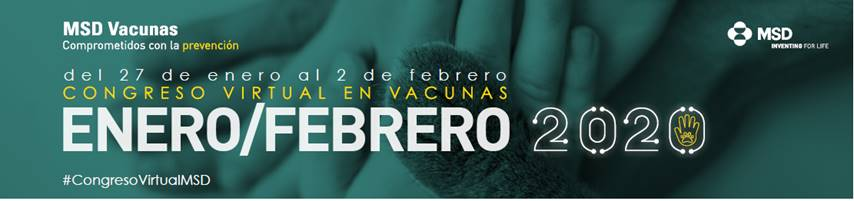 MSD Vacunas
Comprometidos con la prevención
MSD
INVENTING FOR LIFE
del 27 de enero al 2 de febrero
CONGRESO VIRTUAL EN VACUNAS
ENERO/FEBRERO 2020
#CongresoVirtualMSD